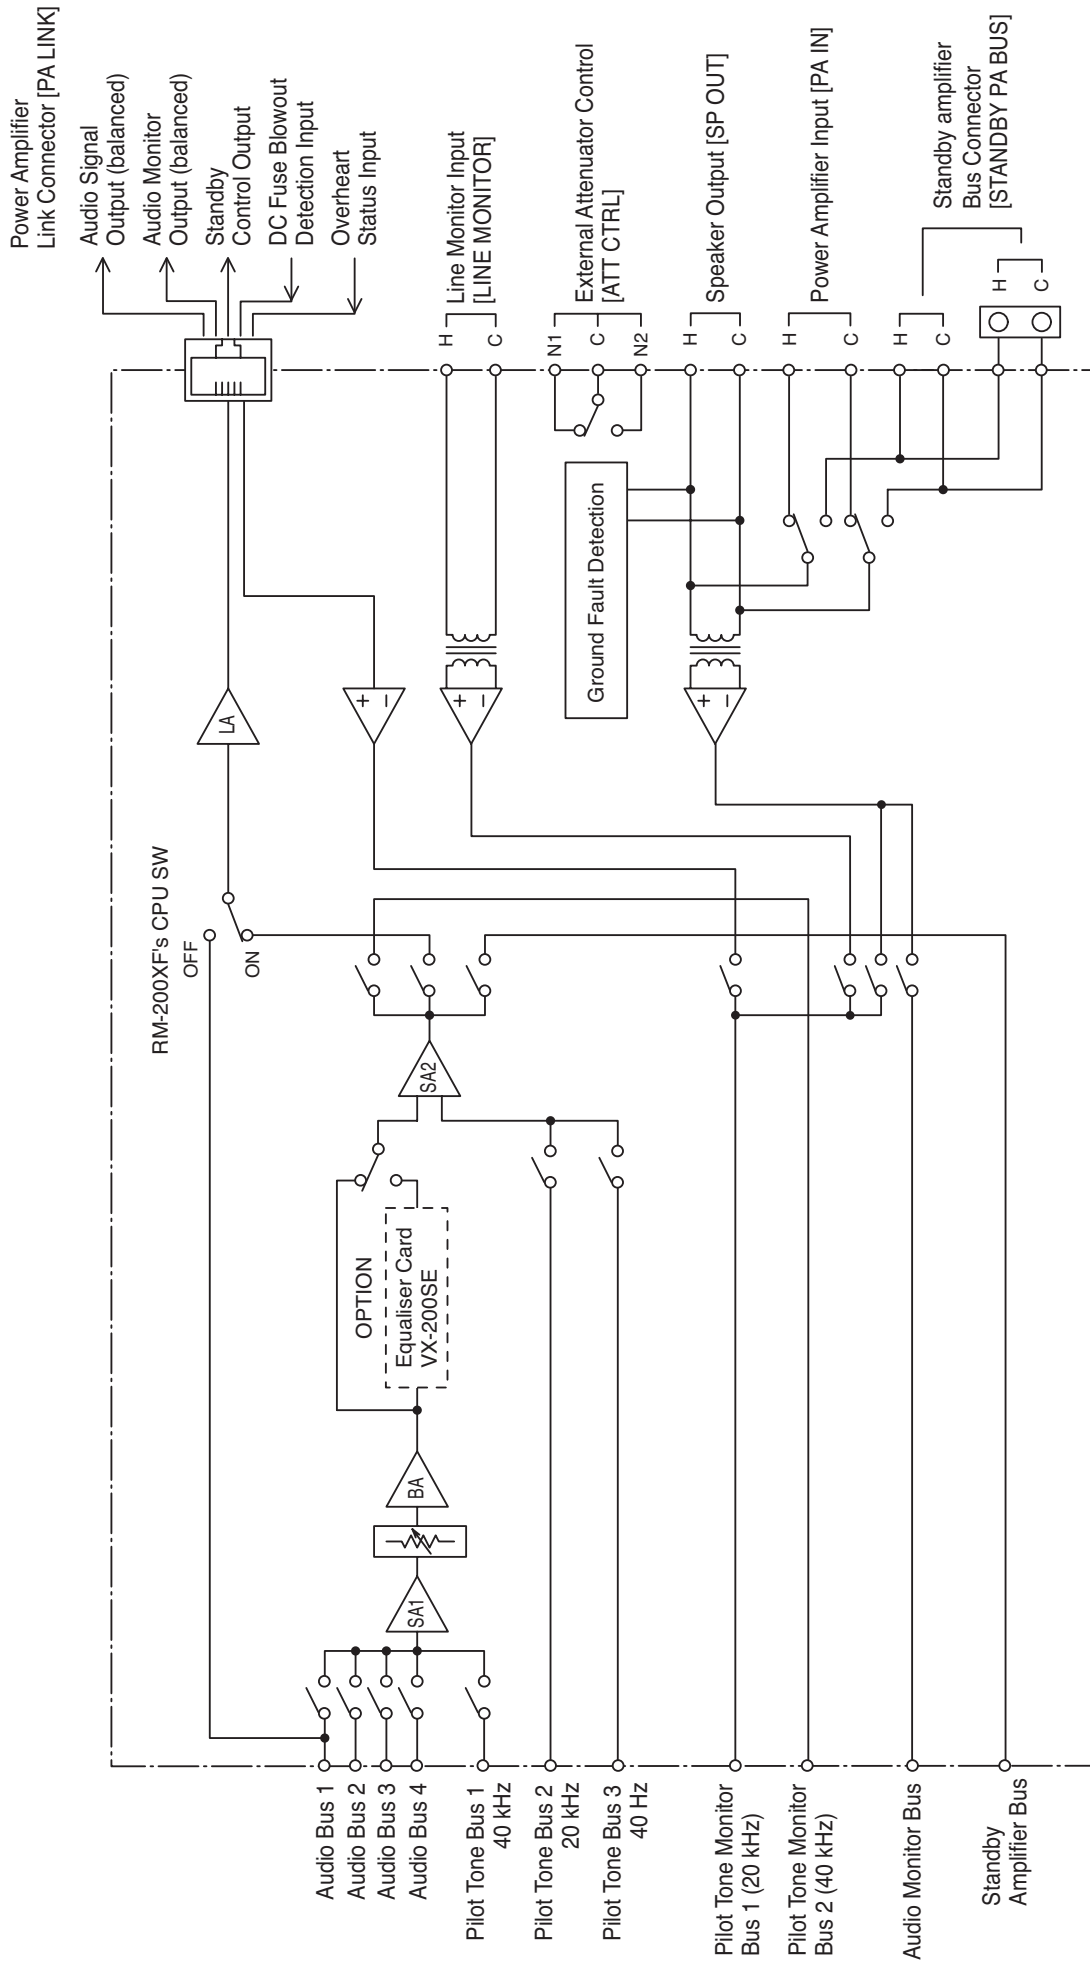 Audio Bus 1
Audio Bus 2
Audio Bus 3
Audio Bus 4
Pilot Tone Bus 1
40 kHz
Pilot Tone Bus 2
20 kHz
Pilot Tone Bus 3
40 Hz
Pilot Tone Monitor
Bus 1 (20 kHz)
Pilot Tone Monitor
Bus 2 (40 kHz)
Audio Monitor Bus
Standby
Amplifier Bus
SA1
BA
OPTION
Equaliser Card
VX-200SE
SA2
RM-200XF's CPU SW
OFF
ON
LA
+
−
+
−
+
−
Ground Fault Detection
Power Amplifier
Link Connector [PA LINK]
Audio Signal
Output (balanced)
Audio Monitor
Output (balanced)
Standby
Control Output
DC Fuse Blowout
Detection Input
Overheart
Status Input
H
C
Line Monitor Input
[LINE MONITOR]
N1
C
N2
External Attenuator Control
[ATT CTRL]
H
C
Speaker Output [SP OUT]
H
C
Power Amplifier Input [PA IN]
H
C
H
C
Standby amplifier
Bus Connector
[STANDBY PA BUS]